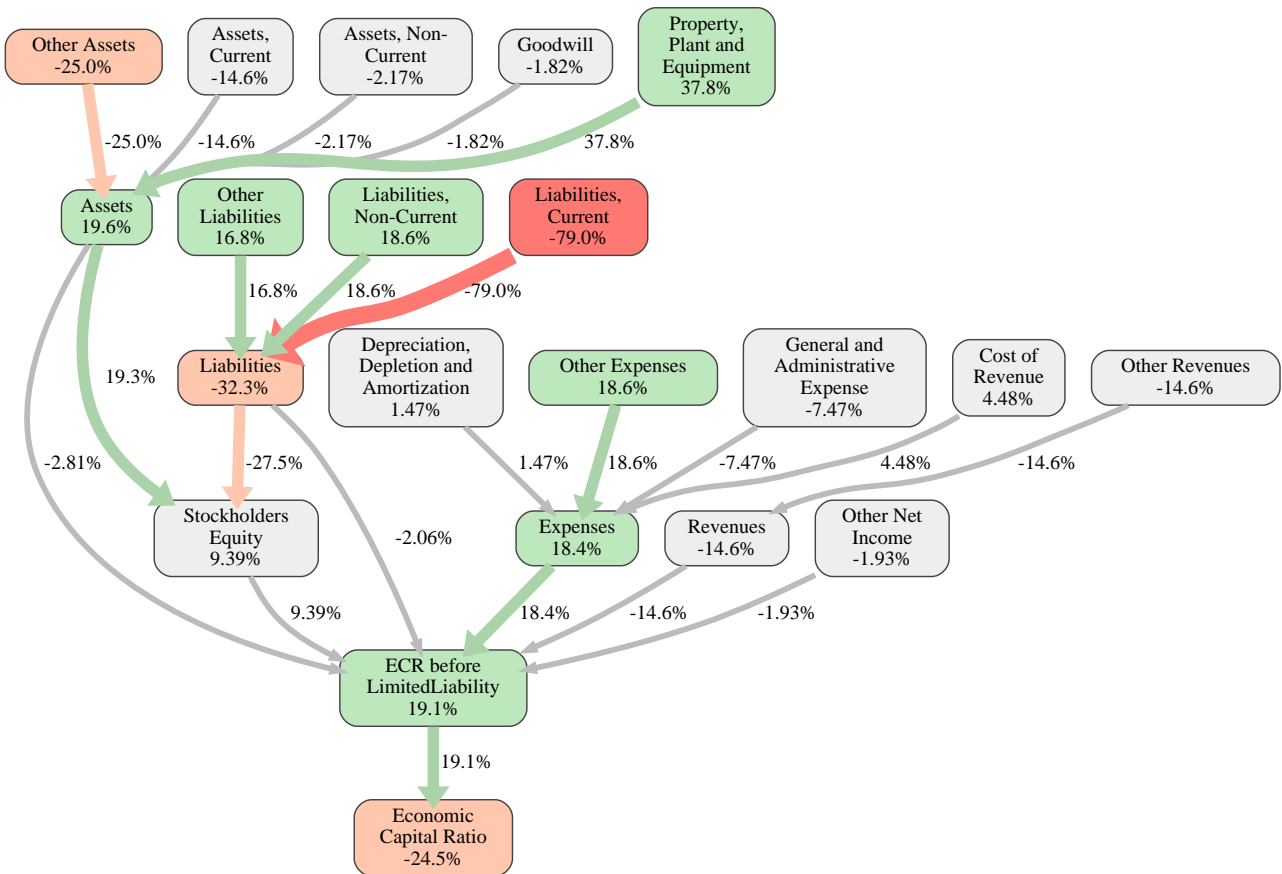 Other Assets
-25.0%
Assets,
Current
-14.6%
Assets, Non-
Current
-2.17%
Goodwill
-1.82%
Property,
Plant and
Equipment
37.8%
-25.0%
-14.6%
-2.17%
-1.82%
37.8%
Assets
19.6%
Other
Liabilities
16.8%
Liabilities,
Non-Current
18.6%
Liabilities,
Current
-79.0%
16.8%
18.6%
-79.0%
19.3%
Liabilities
-32.3%
Depreciation,
Depletion and
Amortization
1.47%
Other Expenses
18.6%
General and
Administrative
Expense
-7.47%
Cost of
Revenue
4.48%
Other Revenues
-14.6%
-2.81%
-27.5%
1.47%
18.6%
-7.47%
4.48%
-14.6%
Stockholders
Equity
9.39%
-2.06%
Expenses
18.4%
Revenues
-14.6%
Other Net
Income
-1.93%
9.39%
18.4%
-14.6%
-1.93%
ECR before
LimitedLiability
19.1%
19.1%
Economic
Capital Ratio
-24.5%